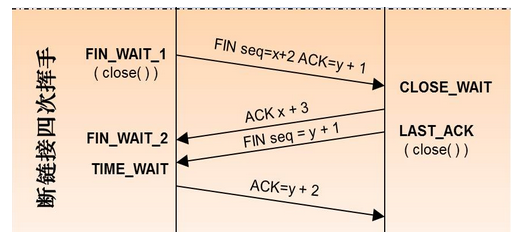 断链接四次挥手
FIN_WAIT_1
( close( ) )
FIN seq=x+2 ACK=y + 1
CLOSE_WAIT
ACK x + 3
FIN_WAIT_2
FIN seq = y + 1
LAST_ACK
( close( ) )
TIME_WAIT
ACK=y + 2